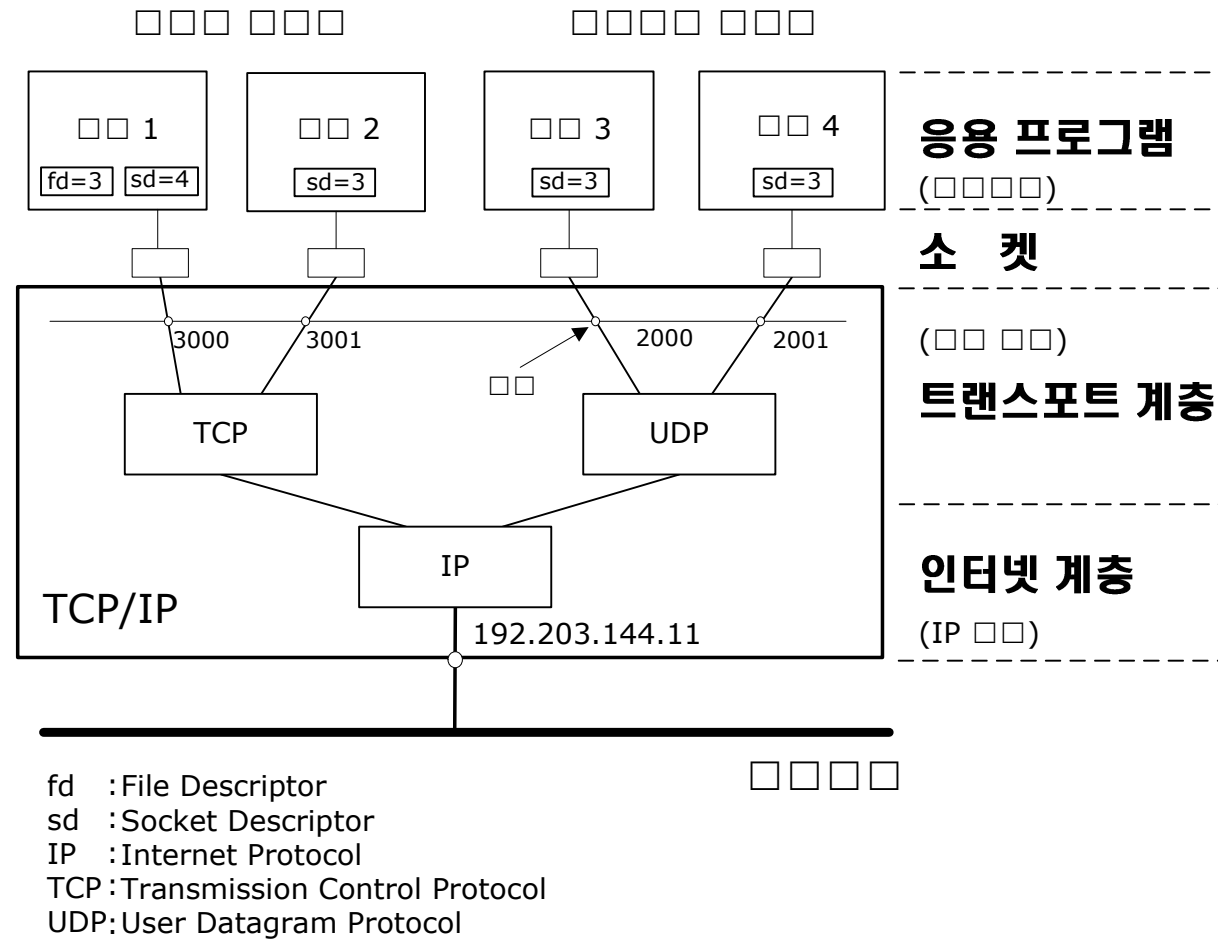 1
2
3
4
fd=3
sd=4
sd=3
sd=3
sd=3
응용 프로그램
소 켓
3000
3001
2000
2001
트랜스포트 계층
TCP
UDP
IP
인터넷 계층
TCP/IP
192.203.144.11
(IP
fd :File Descriptor
sd :Socket Descriptor
IP :Internet Protocol
TCP:Transmission Control Protocol
UDP:User Datagram Protocol